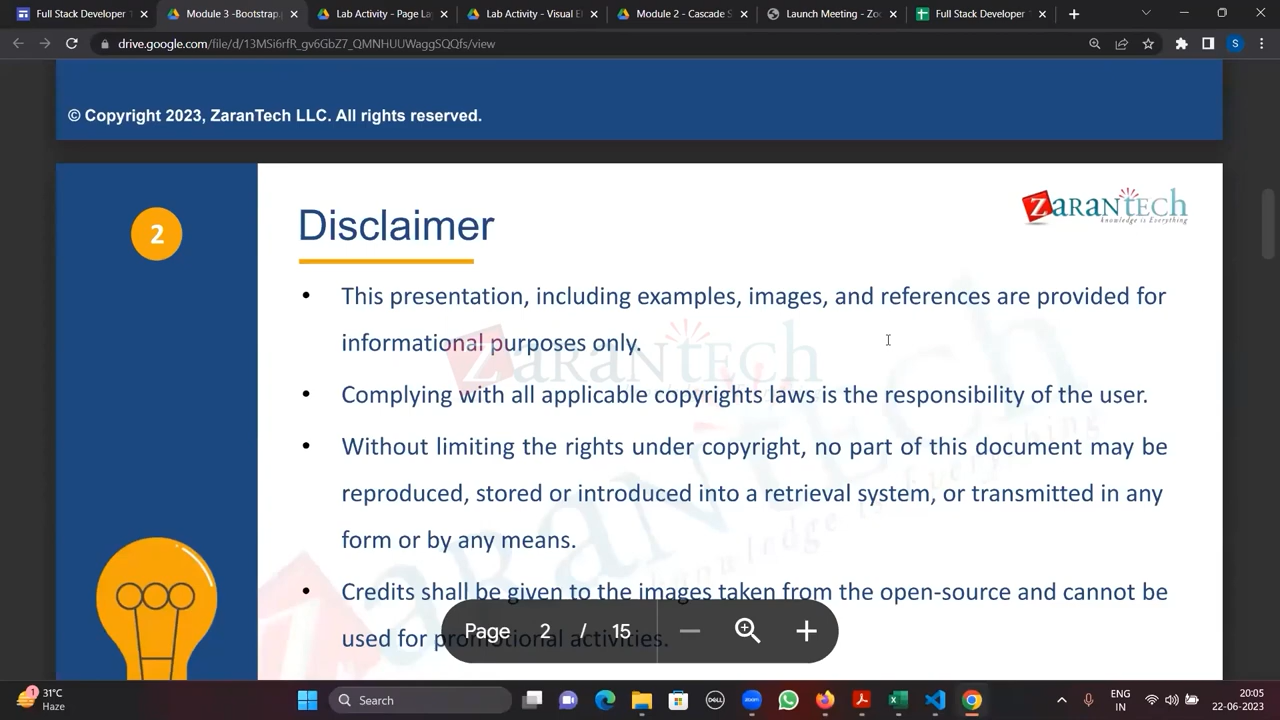 Full Stack Developer T
Module 3 -Bootstrap.
Lab Activity - Page La
Lab Activity - Visual E
Module 2 - Cascade S
Launch Meeting - Zo
Full Stack Developer
drive.google.com/file/d/13MSi6rfR_gv6GbZ7_QMNHUUWaggSQQfs/view
S
© Copyright 2023, ZaranTech LLC. All rights reserved.
2
Disclaimer
ZARANTECH
knowledge is Everything
• This presentation, including examples, images, and references are provided for
informational purposes only.
• Complying with all applicable copyrights laws is the responsibility of the user.
• Without limiting the rights under copyright, no part of this document may be
reproduced, stored or introduced into a retrieval system, or transmitted in any
form or by any means.
• Credits shall be given to the images taken from the open-source and cannot be
used for promotional activities.
ZARANTECH
Page 2 / 15
1
31°C
Haze
Search
DELL
zoom
ENG
IN
20:05
22-06-2023